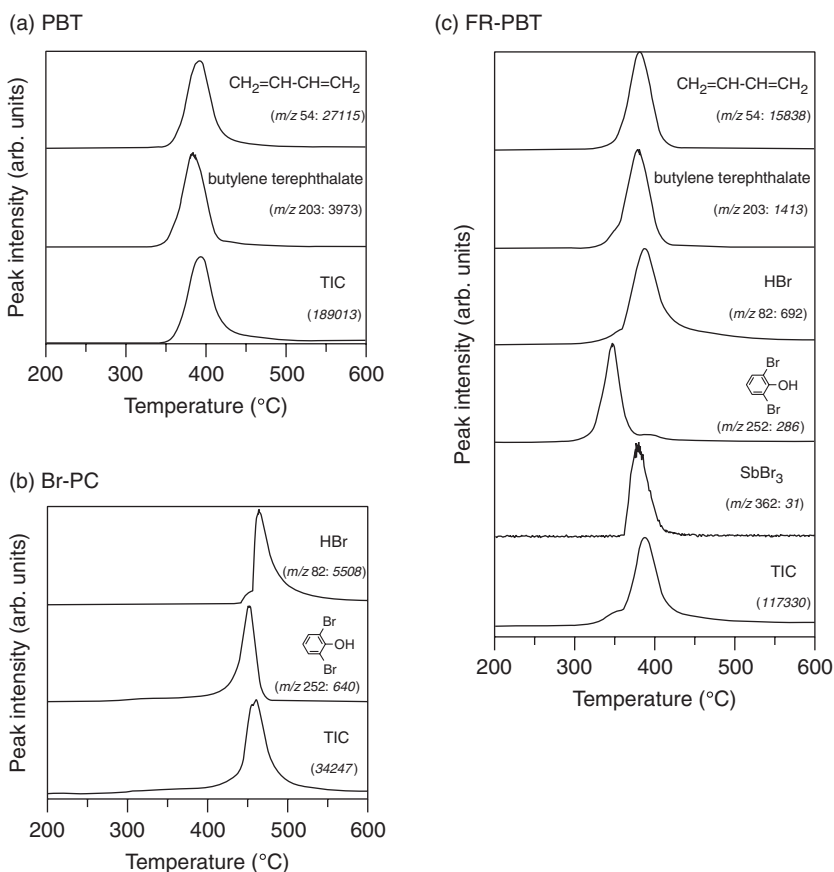 (a) PBT
Peak intensity (arb. units)
CH2=CH-CH=CH2
(m/z 54: 27115)
butylene terephthalate
(m/z 203: 3973)
TIC
(189013)
200 300 400 500 600
Temperature (°C)
(b) Br-PC
Peak intensity (arb. units)
HBr
(m/z 82: 5508)
Br
OH
Br
(m/z 252: 640)
TIC
(34247)
200 300 400 500 600
Temperature (°C)
(c) FR-PBT
Peak intensity (arb. units)
CH2=CH-CH=CH2
(m/z 54: 15838)
butylene terephthalate
(m/z 203: 1413)
HBr
(m/z 82: 692)
Br
OH
Br
(m/z 252: 286)
SbBr3
(m/z 362: 31)
TIC
(117330)
200 300 400 500 600
Temperature (°C)